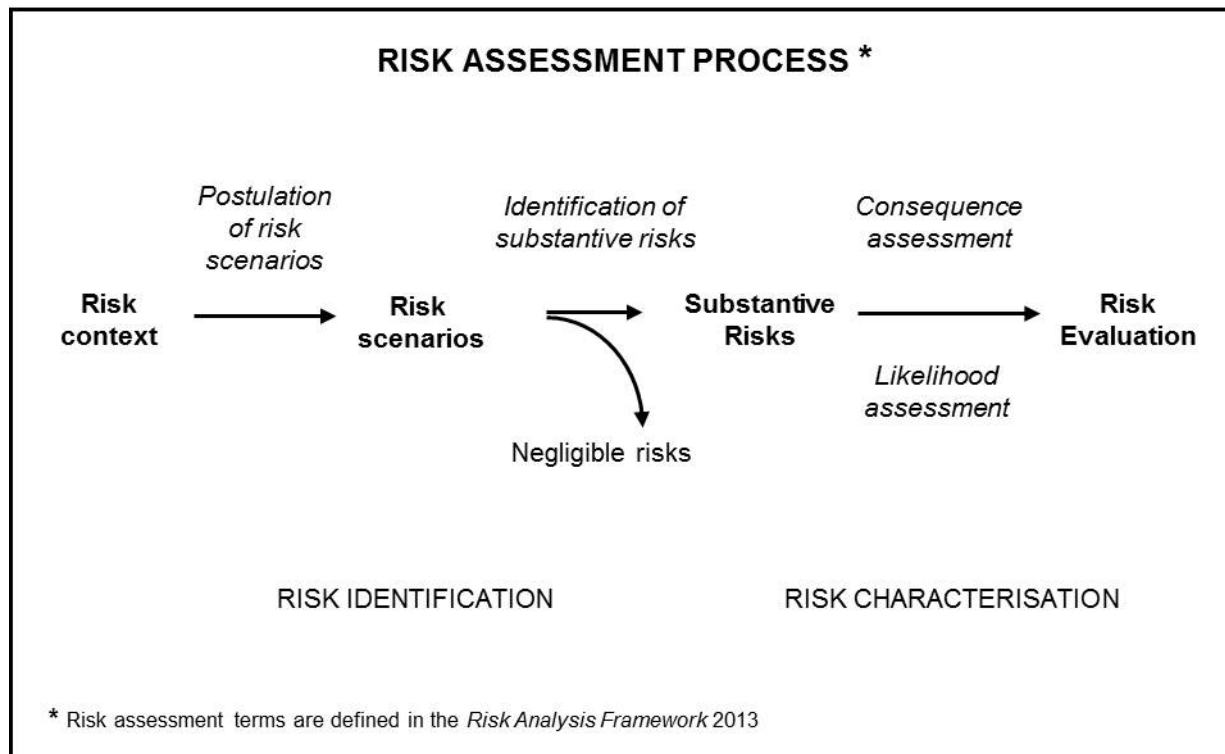 RISK ASSESSMENT PROCESS *
Postulation
of risk
scenarios
Identification of
substantive risks
Consequence
assessment
Risk
context
Risk
scenarios
Substantive
Risks
Risk
Evaluation
Likelihood
assessment
Negligible risks
RISK IDENTIFICATION
RISK CHARACTERISATION
* Risk assessment terms are defined in the Risk Analysis Framework 2013